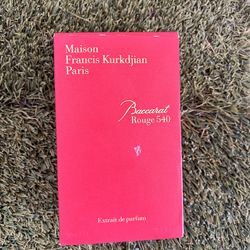 Maison
Francis Kurkdjian
Paris
Baccarat
Rouge 540
Extrait de parfum